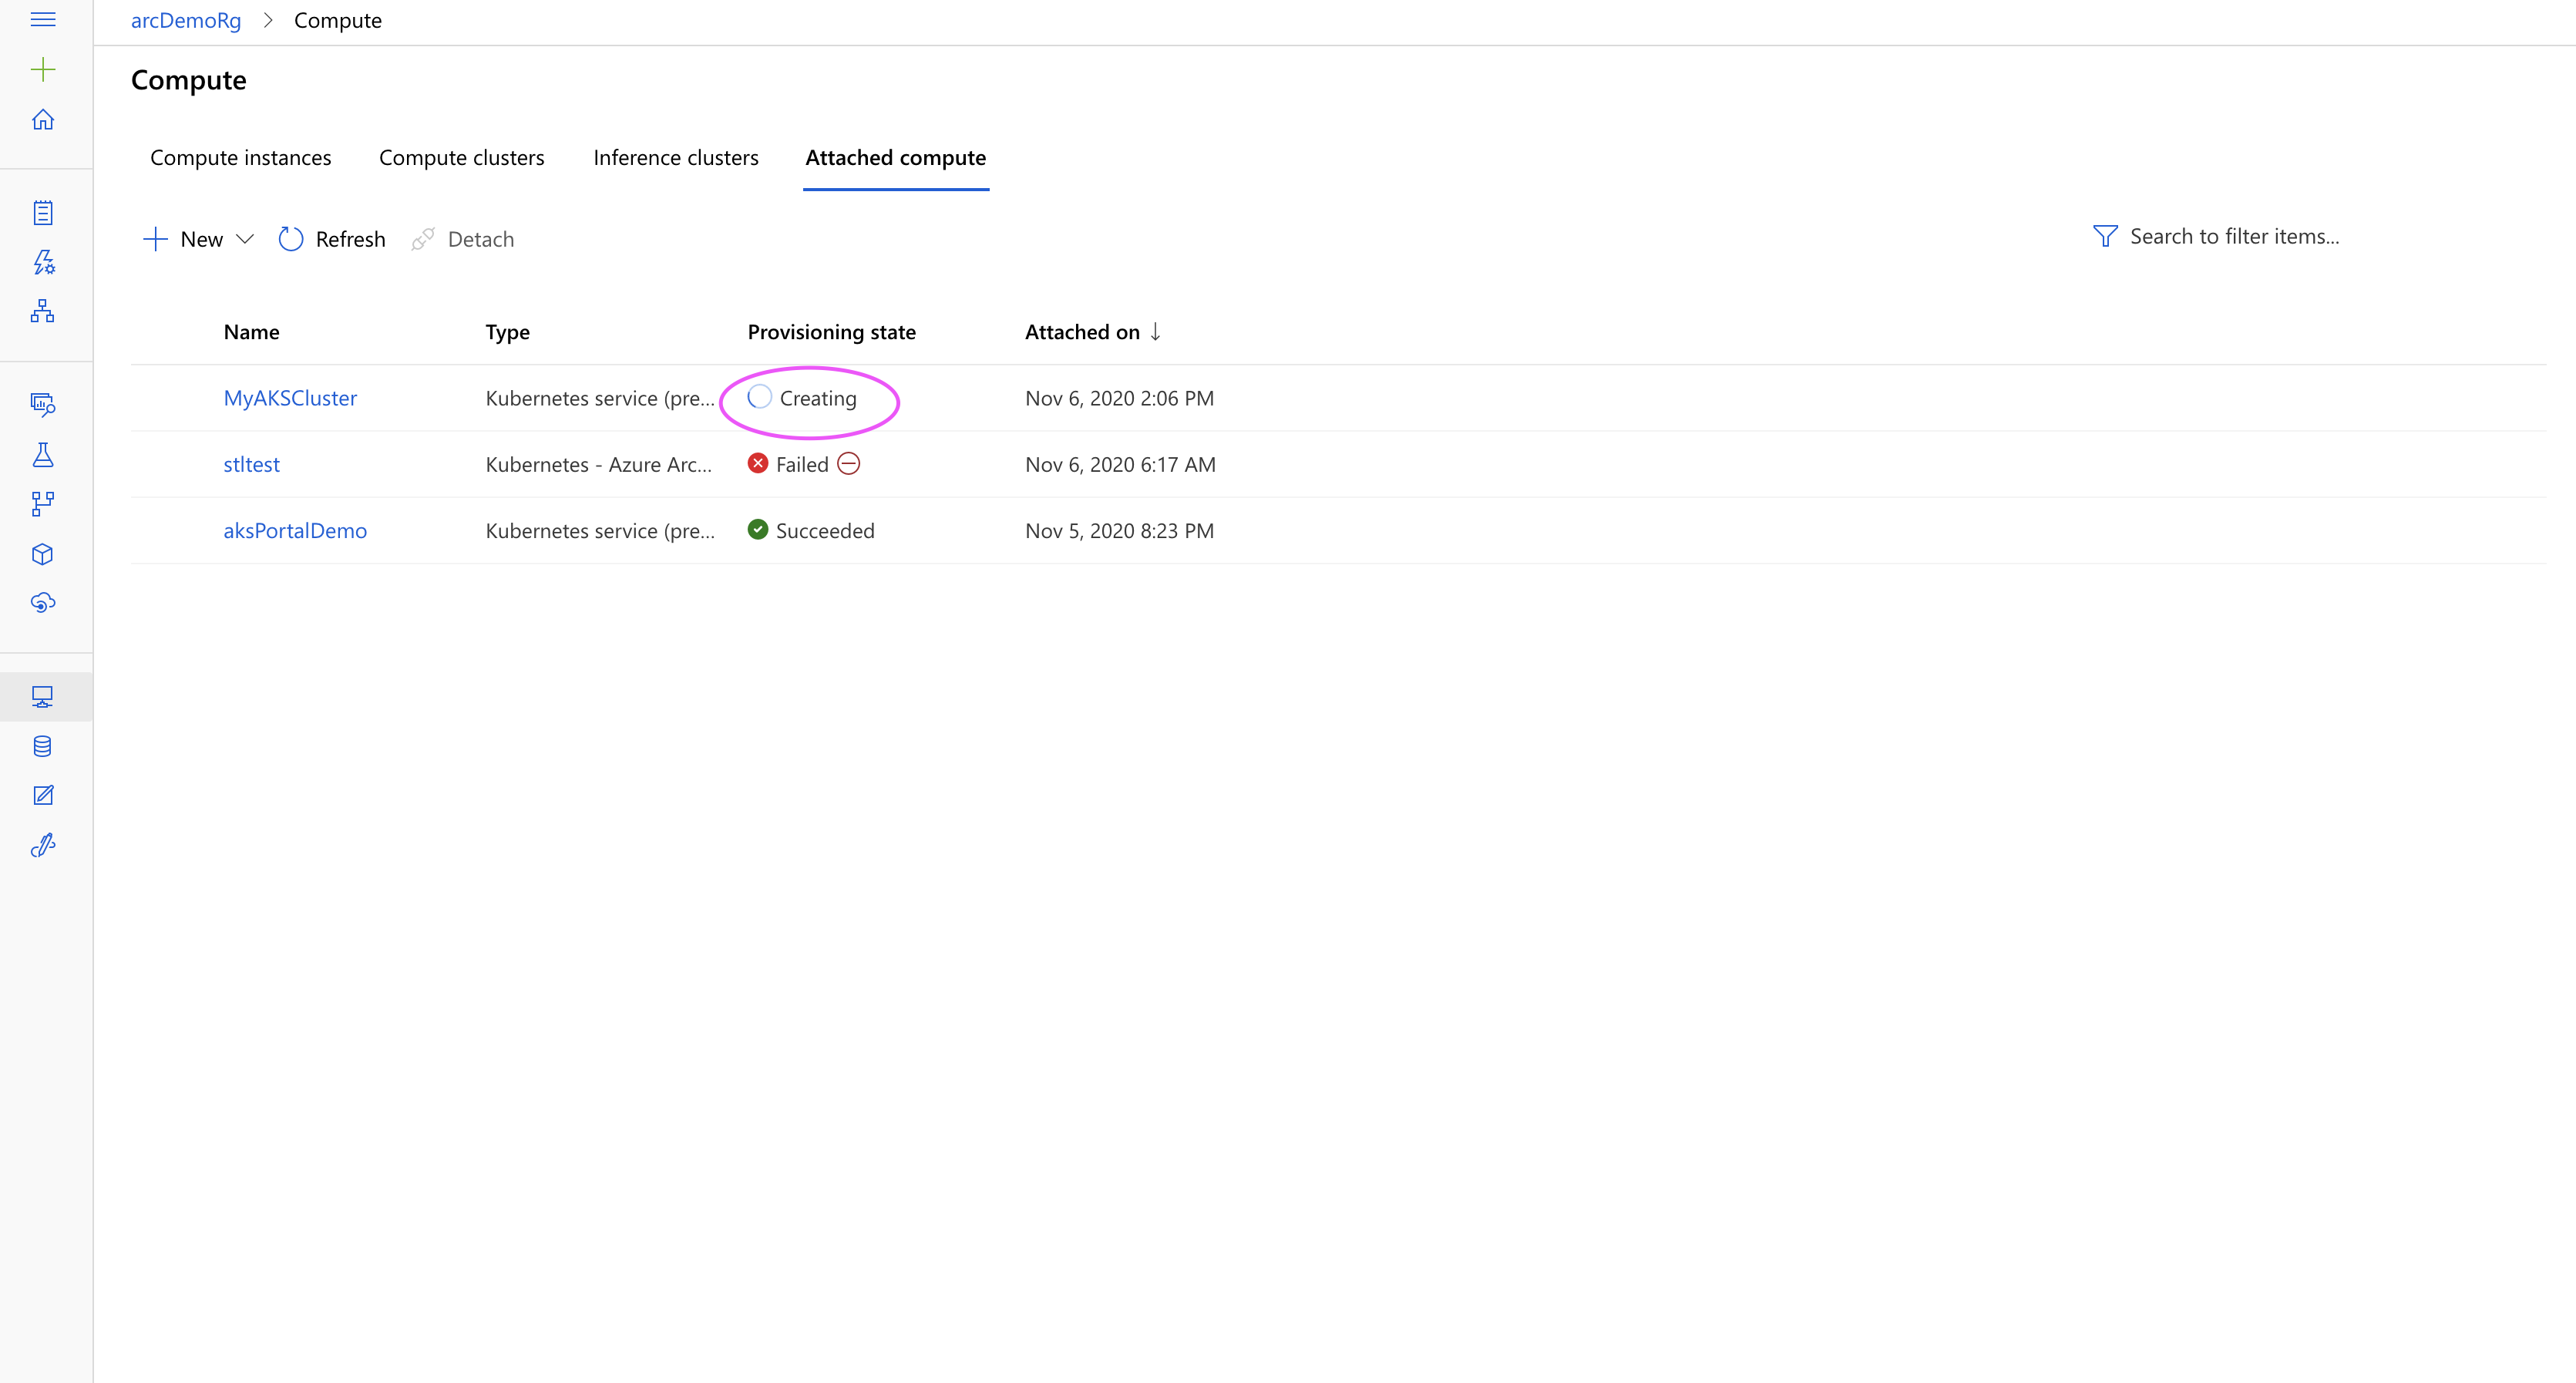 arcDemoRg > Compute
Compute
Compute instances Compute clusters Inference clusters Attached compute
New Refresh Detach Search to filter items...
Name Type Provisioning state Attached on ↓
MyAKSCluster Kubernetes service (pre... Creating Nov 6, 2020 2:06 PM
stltest Kubernetes - Azure Arc... Failed Nov 6, 2020 6:17 AM
aksPortalDemo Kubernetes service (pre... Succeeded Nov 5, 2020 8:23 PM